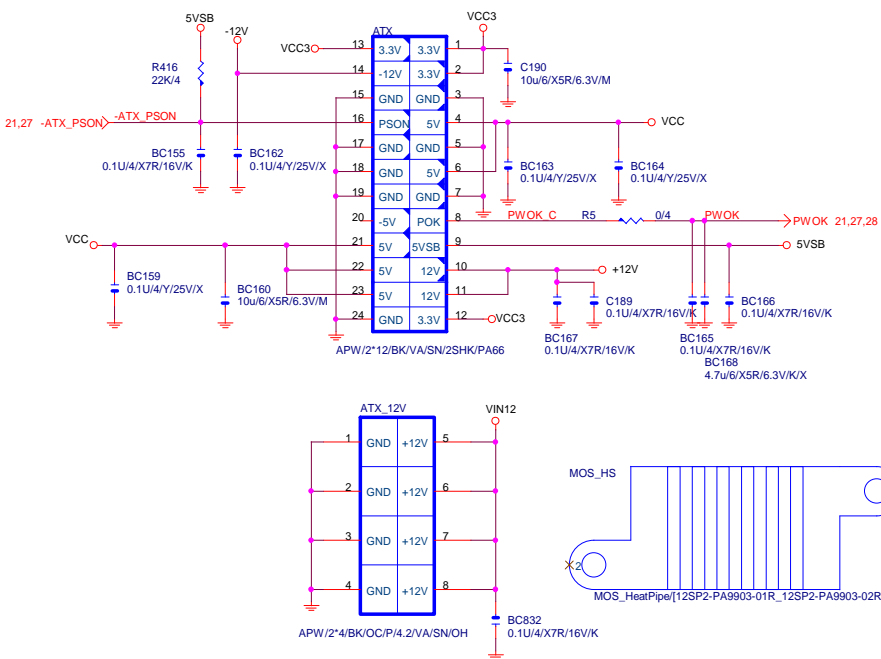 5VSB
-12V
ATX
VCC3
VCC3
13 3.3V 3.3V 1
R416
22K/4
14 -12V 3.3V 2
C190
10u/6/X5R/6.3V/M
15 GND GND 3
21,27 -ATX_PSON -ATX_PSON
16 PSON 5V 4 VCC
17 GND GND 5
BC155
0.1U/4/X7R/16V/K
BC162
0.1U/4/Y/25V/X
BC163
0.1U/4/Y/25V/X
BC164
0.1U/4/Y/25V/X
18 GND 5V 6
19 GND GND 7
20 -5V POK 8 PWOK_C R5 0/4 PWOK PWOK 21,27,28
VCC 21 5V 5VSB 9 5VSB
22 5V 12V 10 +12V
23 5V 12V 11
24 GND 3.3V 12 VCC3
BC159
0.1U/4/Y/25V/X
BC160
10u/6/X5R/6.3V/M
C189
0.1U/4/X7R/16V/K
BC166
0.1U/4/X7R/16V/K
BC167
0.1U/4/X7R/16V/K
BC165
0.1U/4/X7R/16V/K
BC168
4.7u/6/X5R/6.3V/K/X
APW/2*12/BK/VA/SN/2SHK/PA66
ATX_12V
VIN12
1 GND +12V 5
2 GND +12V 6
3 GND +12V 7
4 GND +12V 8
APW/2*4/BK/OC/P/4.2/VA/SN/OH
BC832
0.1U/4/X7R/16V/K
MOS_HS
2
MOS_HeatPipe/[12SP2-PA9903-01R_12SP2-PA9903-02R